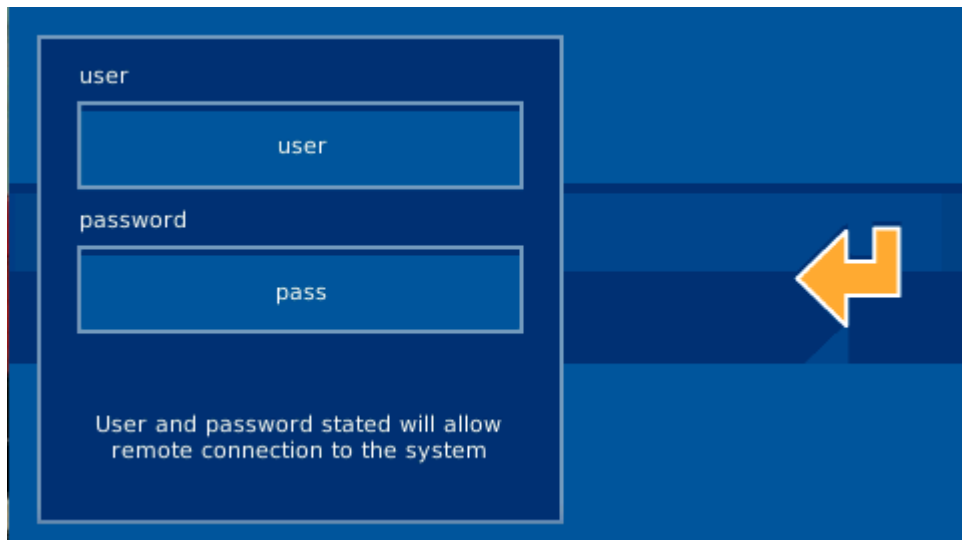 user
user
password
pass
User and password stated will allow
remote connection to the system